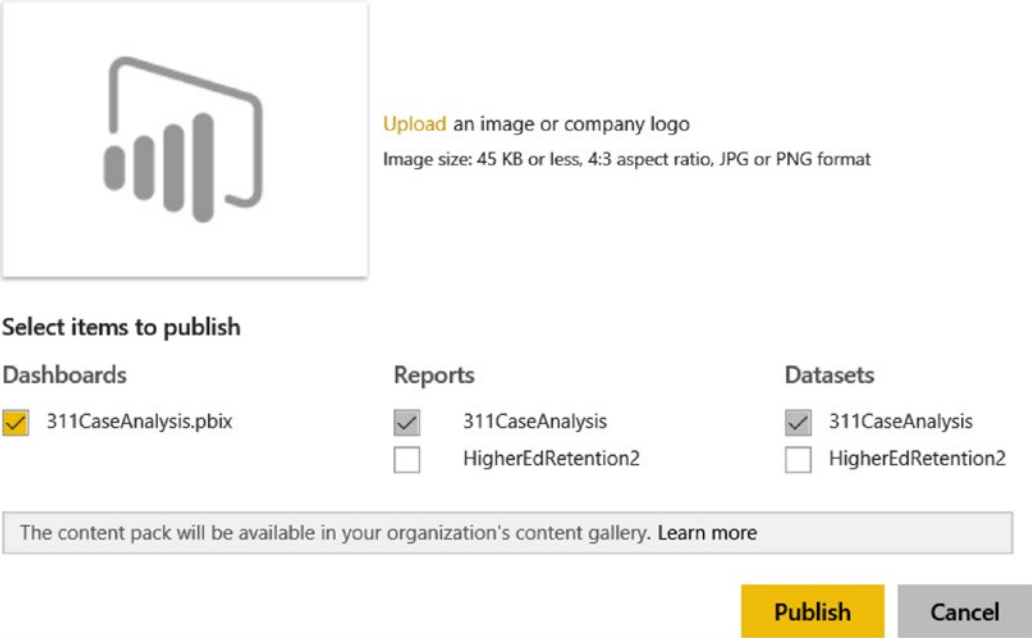 Upload an image or company logo
Image size: 45 KB or less, 4:3 aspect ratio, JPG or PNG format
Select items to publish
Dashboards Reports Datasets
311CaseAnalysis.pbix 311CaseAnalysis 311CaseAnalysis
HigherEdRetention2 HigherEdRetention2
The content pack will be available in your organization's content gallery. Learn more
Publish Cancel